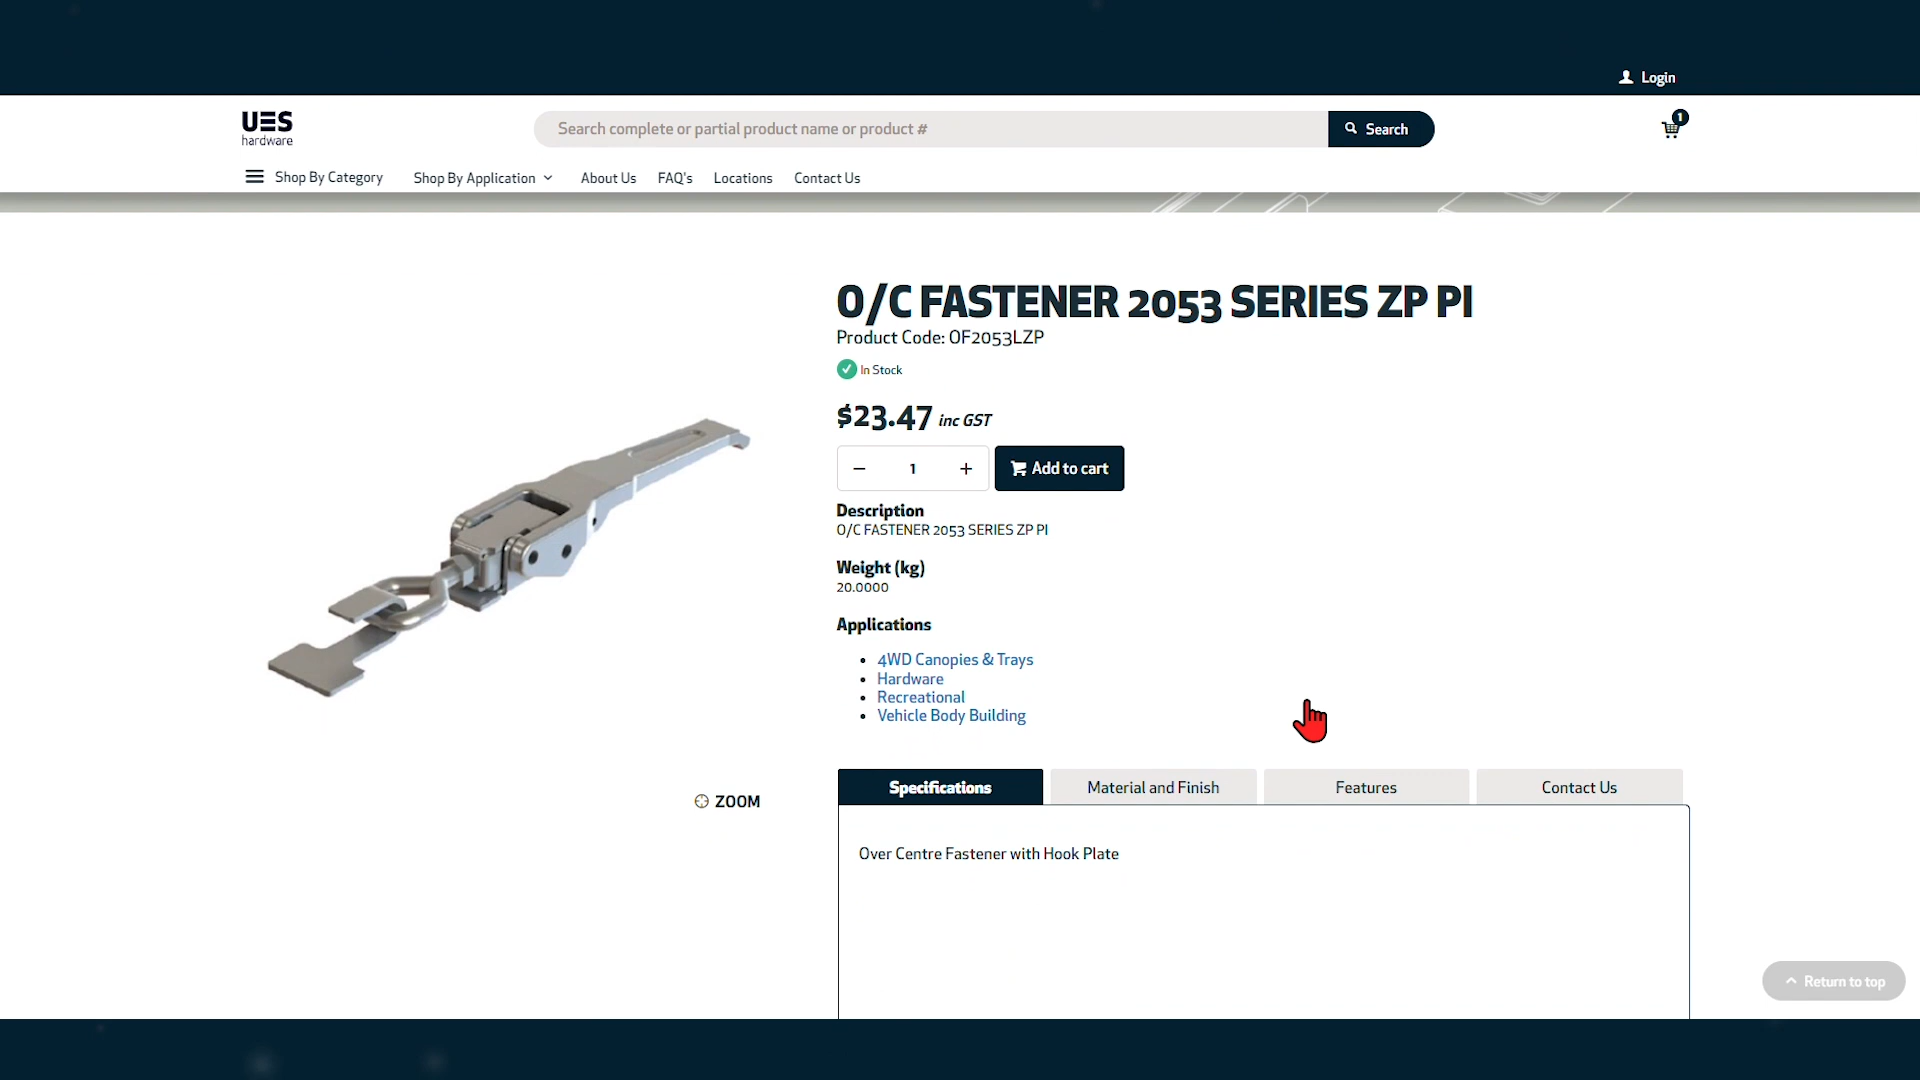 Login
UES
hardware
Search complete or partial product name or product #
Search
1
Shop By Category
Shop By Application
About Us
FAQ's
Locations
Contact Us
O/C FASTENER 2053 SERIES ZP PI
Product Code: OF2053LZP
In Stock
$23.47 inc GST
− 1 +
Add to cart
Description
O/C FASTENER 2053 SERIES ZP PI
Weight (kg)
20.0000
Applications
• 4WD Canopies & Trays
• Hardware
• Recreational
• Vehicle Body Building
ZOOM
Specifications
Material and Finish
Features
Contact Us
Over Centre Fastener with Hook Plate
Return to top